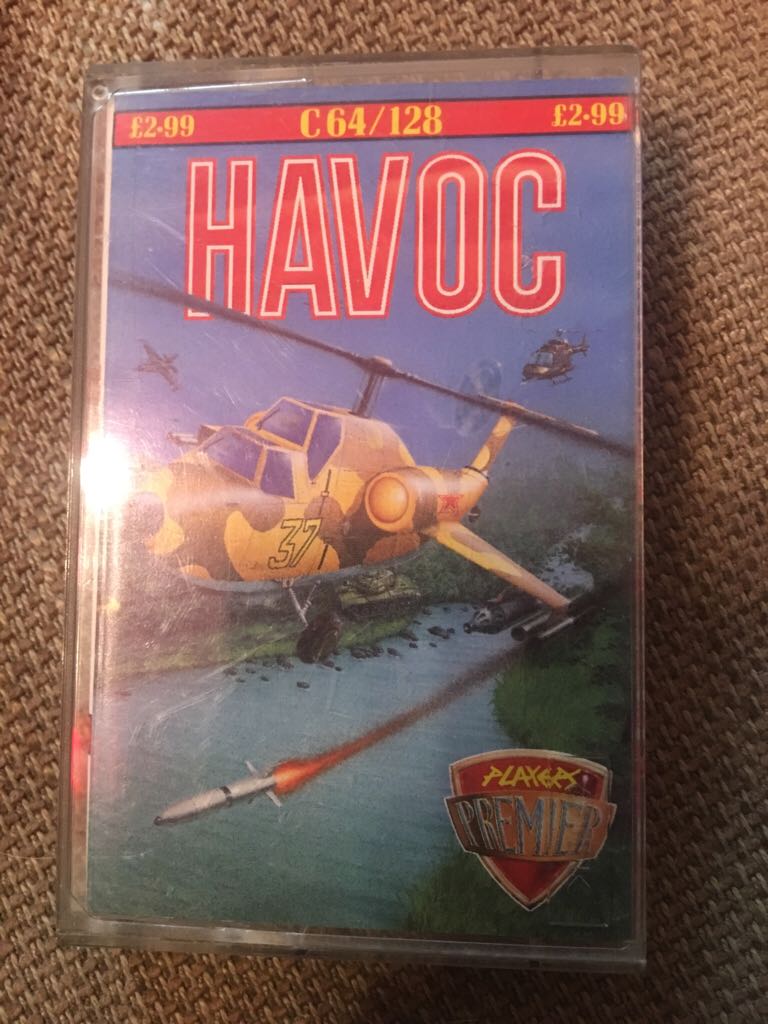 £2.99 C64/128 £2.99
HAVOC
37
PLAYERS
PREMIER